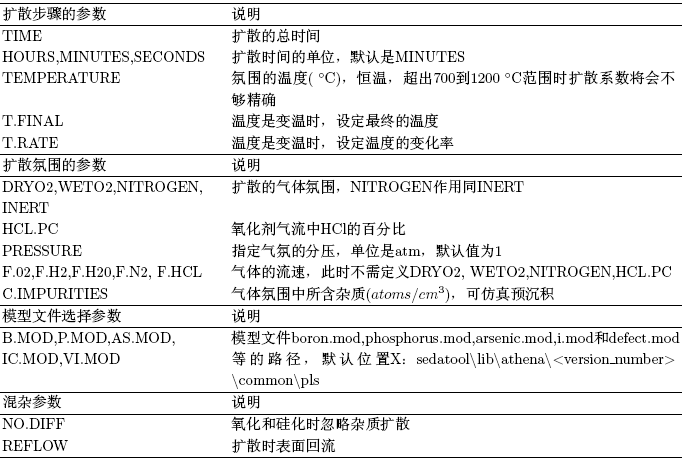 扩散步骤的参数 说明
TIME 扩散的总时间
HOURS,MINUTES,SECONDS 扩散时间的单位，默认是MINUTES
TEMPERATURE 氛围的温度( °C)，恒温，超出700到1200 °C范围时扩散系数将会不
够精确
T.FINAL 温度是变温时，设定最终的温度
T.RATE 温度是变温时，设定温度的变化率
扩散氛围的参数 说明
DRYO2,WETO2,NITROGEN, 扩散的气体氛围，NITROGEN作用同INERT
INERT
HCL.PC 氧化剂气流中HCl的百分比
PRESSURE 指定气氛的分压，单位是atm，默认值为1
F.02,F.H2,F.H20,F.N2, F.HCL 气体的流速，此时不需定义DRYO2, WETO2,NITROGEN,HCL.PC
C.IMPURITIES 气体氛围中所含杂质(atoms/cm³)，可仿真预沉积
模型文件选择参数 说明
B.MOD,P.MOD,AS.MOD, 模型文件boron.mod,phosphorus.mod,arsenic.mod,i.mod和defect.mod
IC.MOD,VI.MOD 等的路径，默认位置X：sedatool\lib\athena\<version_number>
\common\pls
混杂参数 说明
NO.DIFF 氧化和硅化时忽略杂质扩散
REFLOW 扩散时表面回流